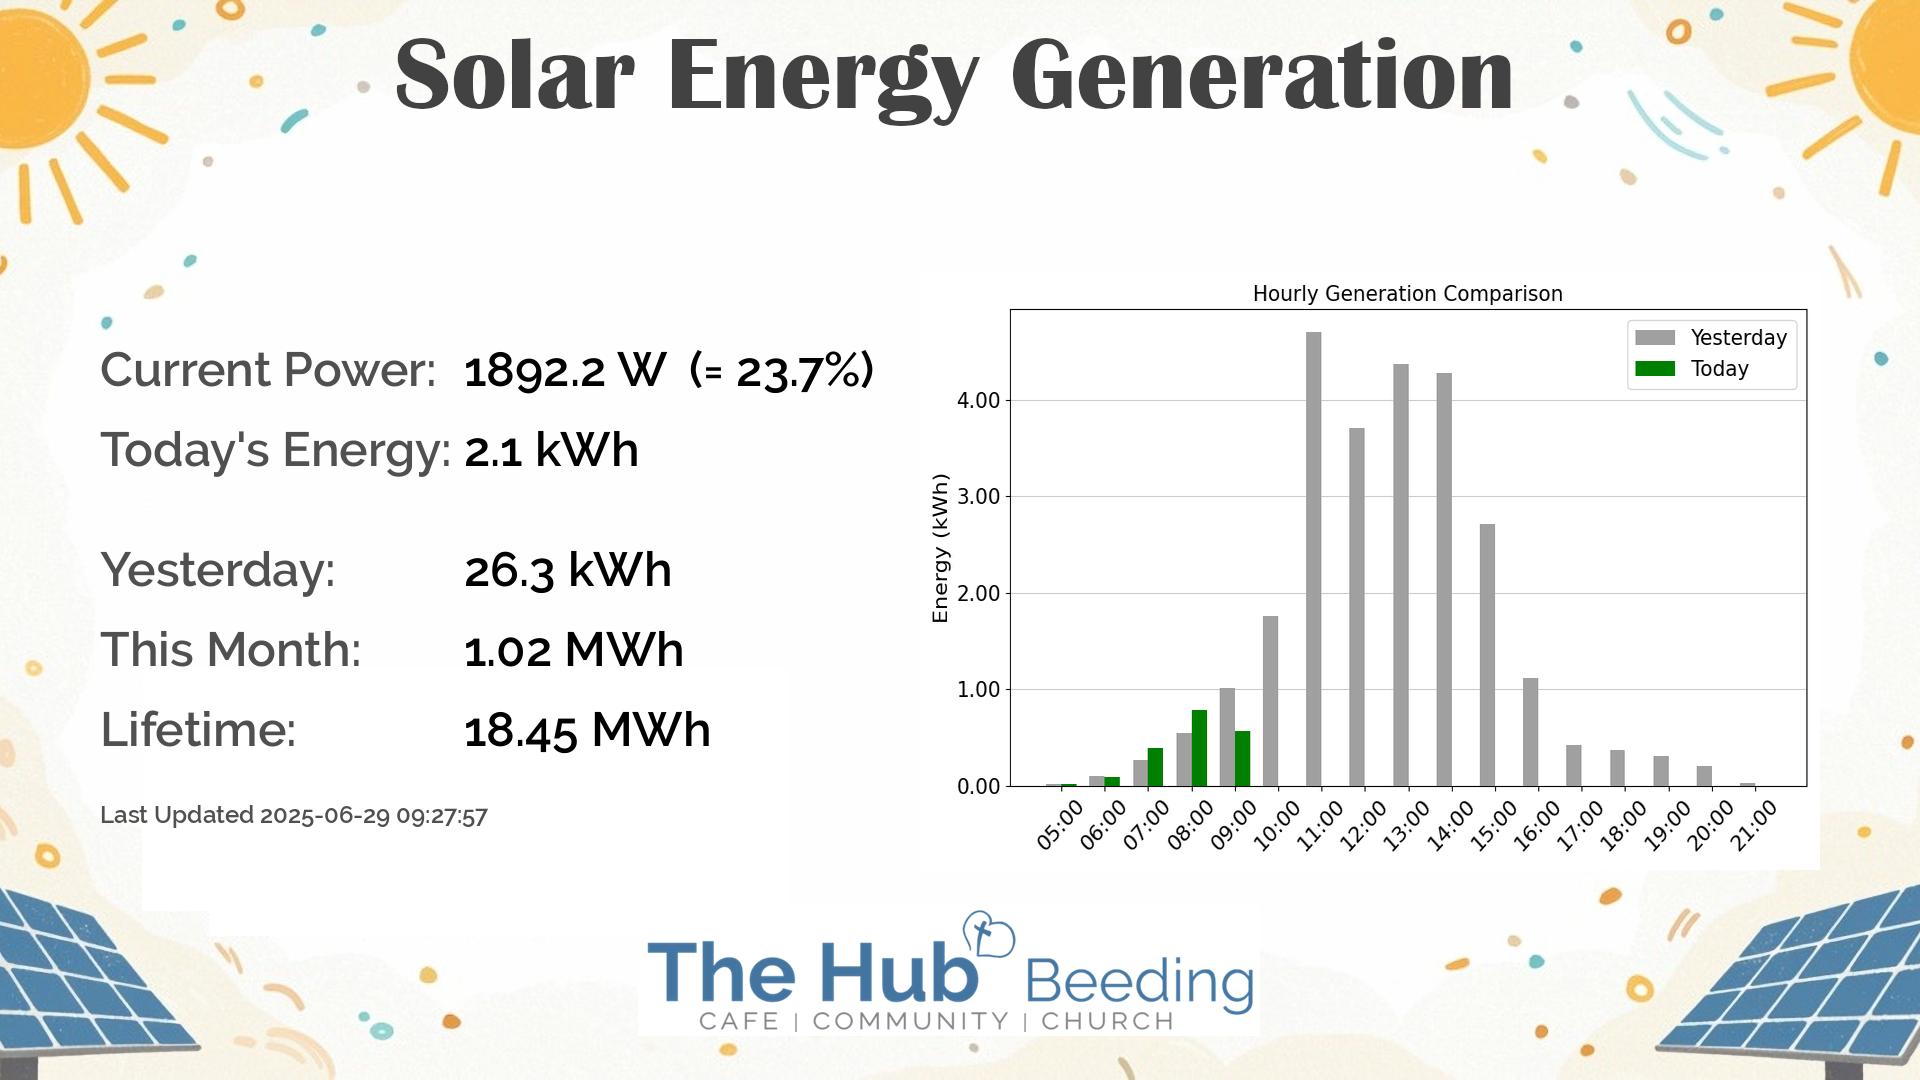 Solar Energy Generation
Current Power: 1892.2 W (= 23.7%)
Today's Energy: 2.1 kWh
Yesterday: 26.3 kWh
This Month: 1.02 MWh
Lifetime: 18.45 MWh
Last Updated 2025-06-29 09:27:57
Hourly Generation Comparison
Yesterday
Today
Energy (kWh)
4.00
3.00
2.00
1.00
0.00
05:00 06:00 07:00 08:00 09:00 10:00 11:00 12:00 13:00 14:00 15:00 16:00 17:00 18:00 19:00 20:00 21:00
The Hub Beeding
CAFE | COMMUNITY | CHURCH